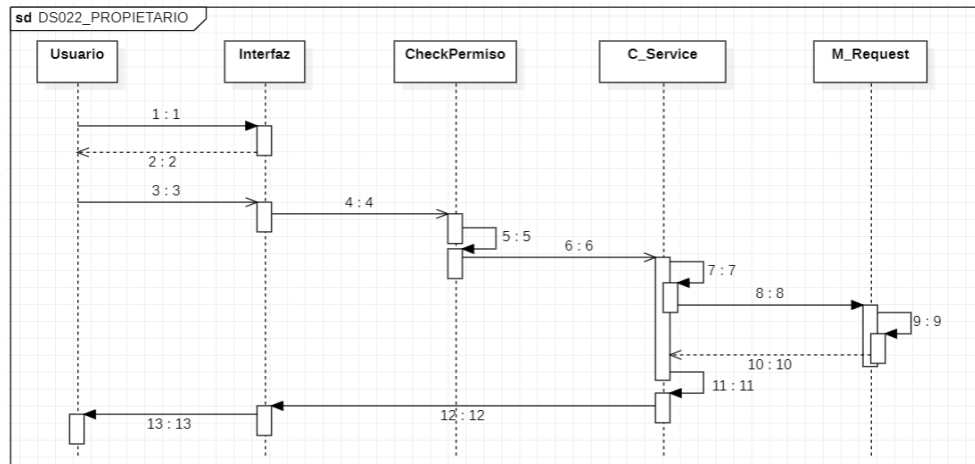 sd DS022_PROPIETARIO
Usuario
Interfaz
CheckPermiso
C_Service
M_Request
1 : 1
2 : 2
3 : 3
4 : 4
5 : 5
6 : 6
7 : 7
8 : 8
9 : 9
10 : 10
11 : 11
12 : 12
13 : 13